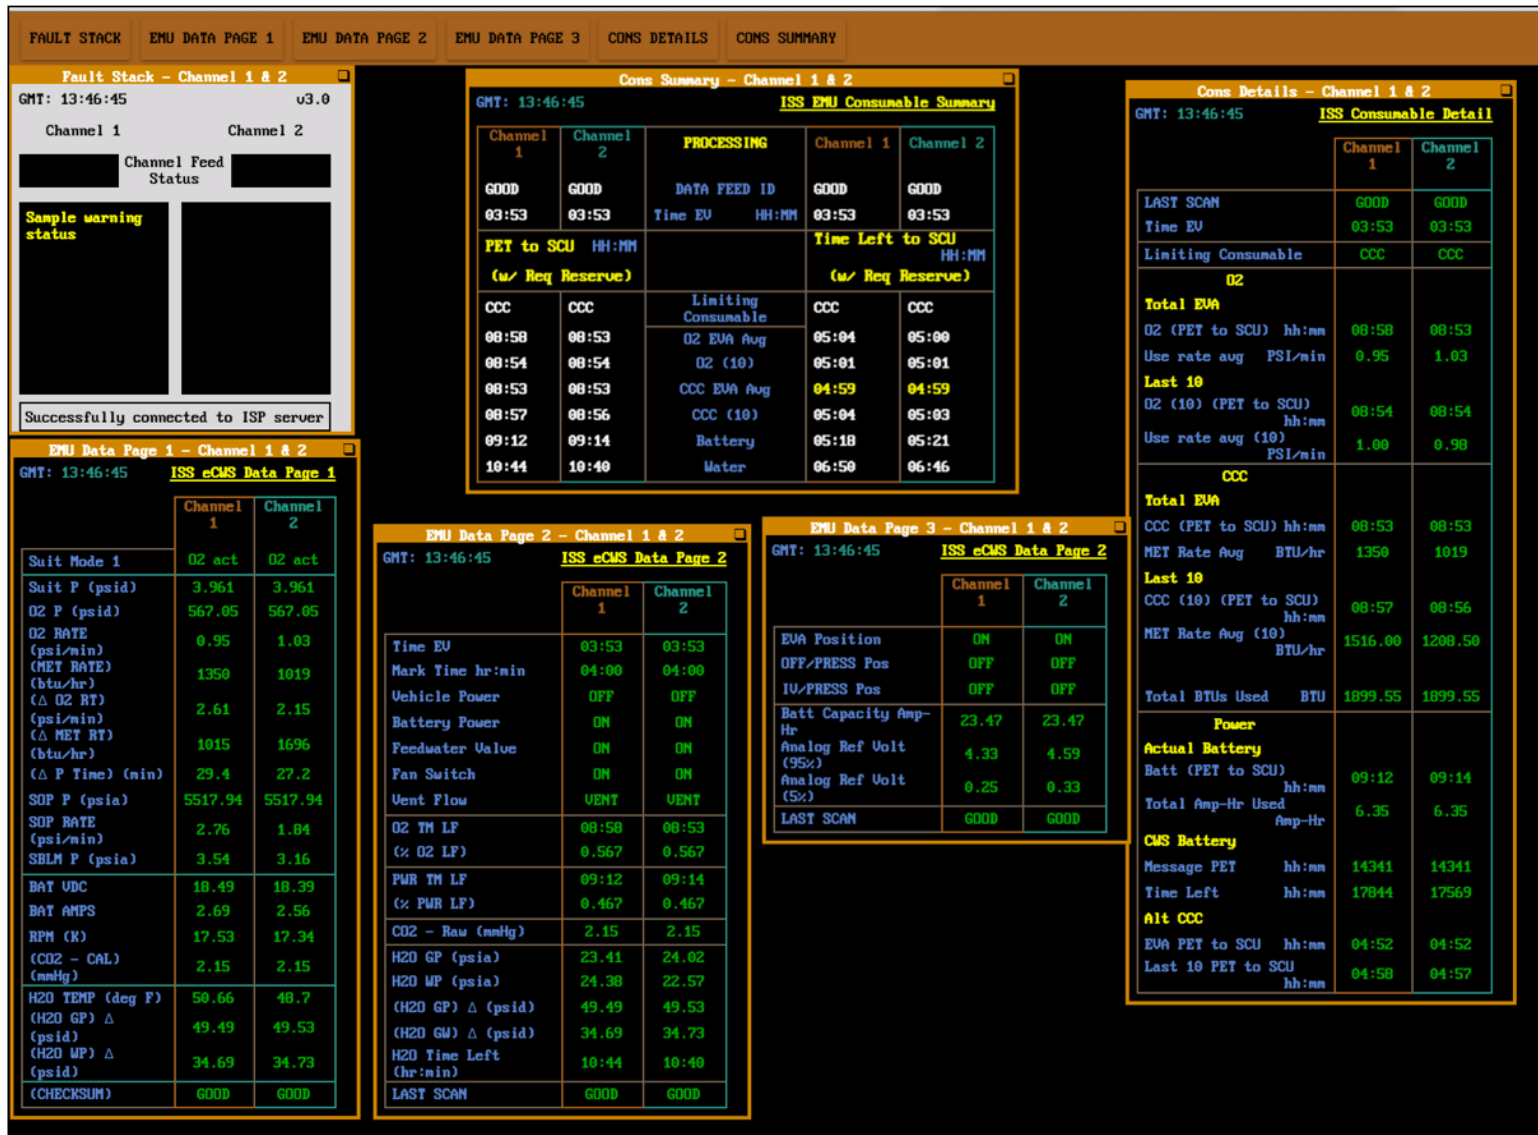 FAULT STACK EMU DATA PAGE 1 EMU DATA PAGE 2 EMU DATA PAGE 3 CONS DETAILS CONS SUMMARY
Fault Stack - Channel 1 & 2
GMT: 13:46:45 v3.0
Channel 1 Channel 2
Channel Feed
Status
Sample warning
status
Successfully connected to ISP server
Cons Summary - Channel 1 & 2
GMT: 13:46:45 ISS EMU Consumable Summary
Channel 1 Channel 2 PROCESSING Channel 1 Channel 2
GOOD GOOD DATA FEED ID GOOD GOOD
03:53 03:53 Time EV HH:MM 03:53 03:53
PET to SCU HH:MM Time Left to SCU HH:MM
(w/ Req Reserve) (w/ Req Reserve)
CCC CCC Limiting Consumable CCC CCC
08:58 08:53 O2 EVA Avg 05:04 05:00
08:54 08:54 O2 (10) 05:01 05:01
08:53 08:53 CCC EVA Avg 04:59 04:59
08:57 08:56 CCC (10) 05:04 05:03
09:12 09:14 Battery 05:18 05:21
10:44 10:40 Water 06:50 06:46
Cons Details - Channel 1 & 2
GMT: 13:46:45 ISS Consumable Detail
Channel 1 Channel 2
LAST SCAN GOOD GOOD
Time EV 03:53 03:53
Limiting Consumable CCC CCC
O2
Total EVA
O2 (PET to SCU) hh:mm 08:58 08:53
Use rate avg PSI/min 0.95 1.03
Last 10
O2 (10) (PET to SCU) hh:mm 08:54 08:54
Use rate avg (10) PSI/min 1.00 0.98
CCC
Total EVA
CCC (PET to SCU) hh:mm 08:53 08:53
MET Rate Avg BTU/hr 1350 1019
Last 10
CCC (10) (PET to SCU) hh:mm 08:57 08:56
MET Rate Avg (10) BTU/hr 1516.00 1208.50
Total BTUs Used BTU 1899.55 1899.55
Power
Actual Battery
Batt (PET to SCU) hh:mm 09:12 09:14
Total Amp-Hr Used Amp-Hr 6.35 6.35
CWS Battery
Message PET hh:mm 14341 14341
Time Left hh:mm 17844 17569
Alt CCC
EVA PET to SCU hh:mm 04:52 04:52
Last 10 PET to SCU hh:mm 04:58 04:57
EMU Data Page 1 - Channel 1 & 2
GMT: 13:46:45 ISS eCWS Data Page 1
Channel 1 Channel 2
Suit Mode 1 O2 act O2 act
Suit P (psid) 3.961 3.961
O2 P (psid) 567.05 567.05
O2 RATE (psi/min) 0.95 1.03
(MET RATE) (btu/hr) 1350 1019
(Δ O2 RT) (psi/min) 2.61 2.15
(Δ MET RT) (btu/hr) 1015 1696
(Δ P Time) (min) 29.4 27.2
SOP P (psia) 5517.94 5517.94
SOP RATE (psi/min) 2.76 1.84
SBLM P (psia) 3.54 3.16
BAT VDC 18.49 18.39
BAT AMPS 2.69 2.56
RPM (K) 17.53 17.34
(CO2 - CAL) (mmHg) 2.15 2.15
H2O TEMP (deg F) 50.66 48.7
(H2O GP) Δ (psid) 49.49 49.53
(H2O WP) Δ (psid) 34.69 34.73
(CHECKSUM) GOOD GOOD
EMU Data Page 2 - Channel 1 & 2
GMT: 13:46:45 ISS eCWS Data Page 2
Channel 1 Channel 2
Time EV 03:53 03:53
Mark Time hr:min 04:00 04:00
Vehicle Power OFF OFF
Battery Power ON ON
Feedwater Valve ON ON
Fan Switch ON ON
Vent Flow VENT VENT
O2 TM LF 08:58 08:53
(% O2 LF) 0.567 0.567
PWR TM LF 09:12 09:14
(% PWR LF) 0.467 0.467
CO2 - Raw (mmHg) 2.15 2.15
H2O GP (psia) 23.41 24.02
H2O WP (psia) 24.38 22.57
(H2O GP) Δ (psid) 49.49 49.53
(H2O GW) Δ (psid) 34.69 34.73
H2O Time Left (hr:min) 10:44 10:40
LAST SCAN GOOD GOOD
EMU Data Page 3 - Channel 1 & 2
GMT: 13:46:45 ISS eCWS Data Page 2
Channel 1 Channel 2
EVA Position ON ON
OFF/PRESS Pos OFF OFF
IV/PRESS Pos OFF OFF
Batt Capacity Amp-Hr 23.47 23.47
Analog Ref Volt (95%) 4.33 4.59
Analog Ref Volt (5%) 0.25 0.33
LAST SCAN GOOD GOOD